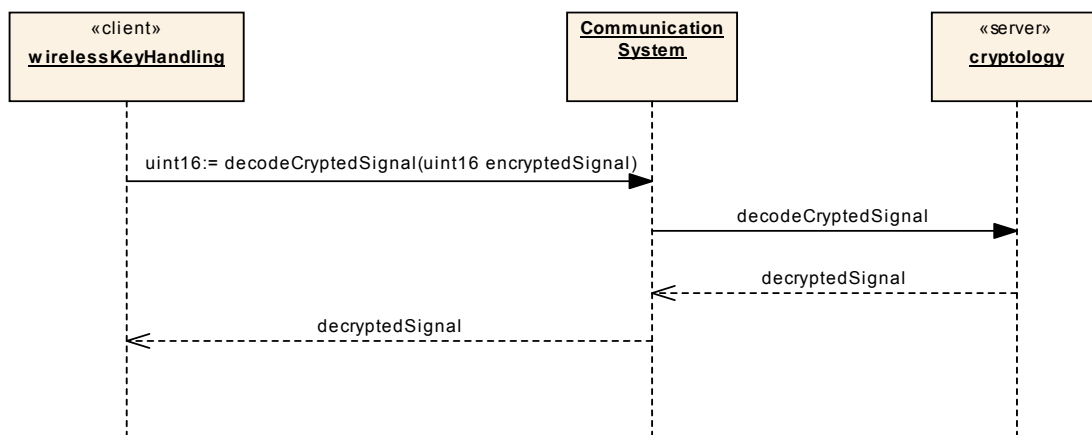 «client»
wirelessKeyHandling
Communication
System
«server»
cryptology
uint16:= decodeCryptedSignal(uint16 encryptedSignal)
decodeCryptedSignal
decryptedSignal
decryptedSignal